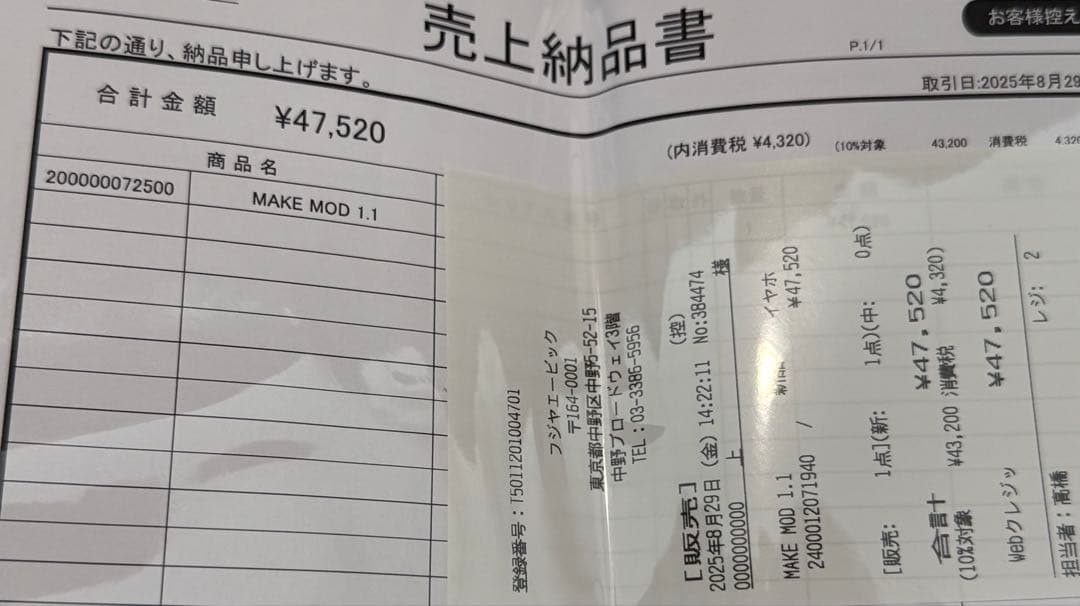 売上納品書
お客様控え
P.1/1
下記の通り、納品申し上げます。
取引日:2025年8月29
合計金額 ¥47,520
(内消費税 ¥4,320) (10%対象 43,200 消費税 4,320
商品名
200000072500 MAKE MOD 1.1
登録番号:T5011201004701
フジヤエービック
〒164-0001
東京都中野区中野5-52-15
中野ブロードウェイ3階
TEL:03-3386-5956
[販売] (控)
2025年8月29日 (金) 14:22:11 No:384474
0000000000 上 様
MAKE MOD 1.1 イヤホ
2400012071940 / ¥47,520
[販売: 1点](新: 1点)(中: 0点)
合計 ¥47,520
(10%対象 ¥43,200 消費税 ¥4,320)
Webクレジッ ¥47,520
担当者:高橋 レジ: 2